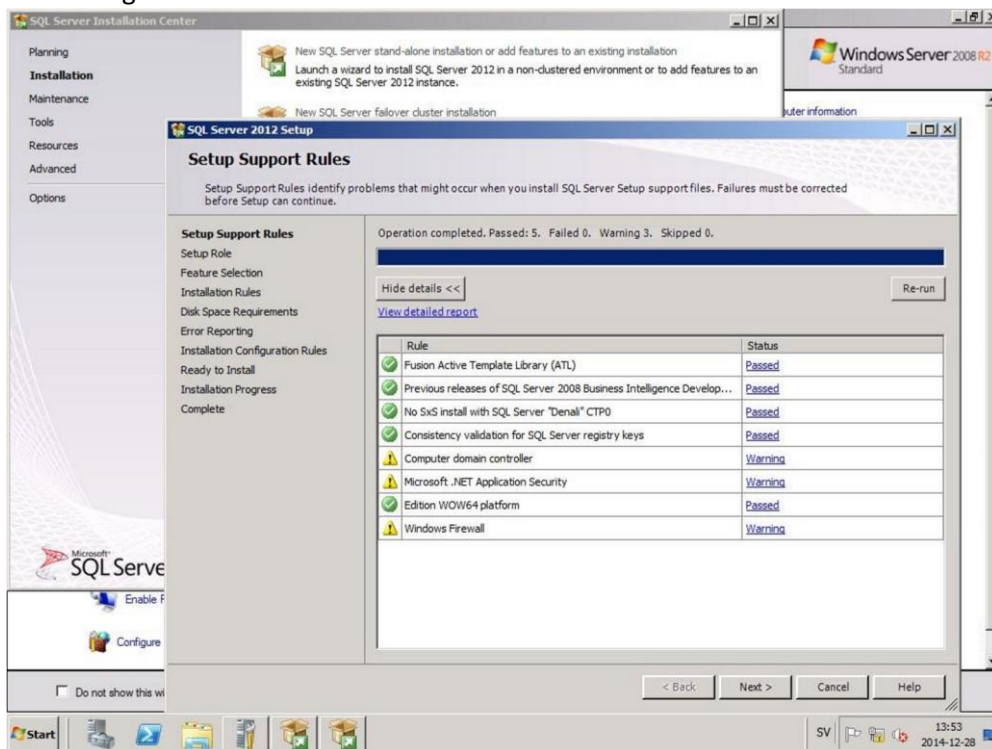 SQL Server Installation Center
Planning
Installation
Maintenance
Tools
Resources
Advanced
Options
New SQL Server stand-alone installation or add features to an existing installation
Launch a wizard to install SQL Server 2012 in a non-clustered environment or to add features to an
existing SQL Server 2012 instance.
New SQL Server failover cluster installation
Windows Server 2008 R2
Standard
puter information
SQL Server 2012 Setup
Setup Support Rules
Setup Support Rules identify problems that might occur when you install SQL Server Setup support files. Failures must be corrected
before Setup can continue.
Setup Support Rules
Setup Role
Feature Selection
Installation Rules
Disk Space Requirements
Error Reporting
Installation Configuration Rules
Ready to Install
Installation Progress
Complete
Operation completed. Passed: 5. Failed 0. Warning 3. Skipped 0.
Hide details <<
Re-run
View detailed report
Rule Status
Fusion Active Template Library (ATL) Passed
Previous releases of SQL Server 2008 Business Intelligence Develop... Passed
No SxS install with SQL Server "Denali" CTP0 Passed
Consistency validation for SQL Server registry keys Passed
Computer domain controller Warning
Microsoft .NET Application Security Warning
Edition WOW64 platform Passed
Windows Firewall Warning
Microsoft
SQL Serve
Enable
Configure
Do not show this wi
< Back
Next >
Cancel
Help
Start
SV
13:53
2014-12-28